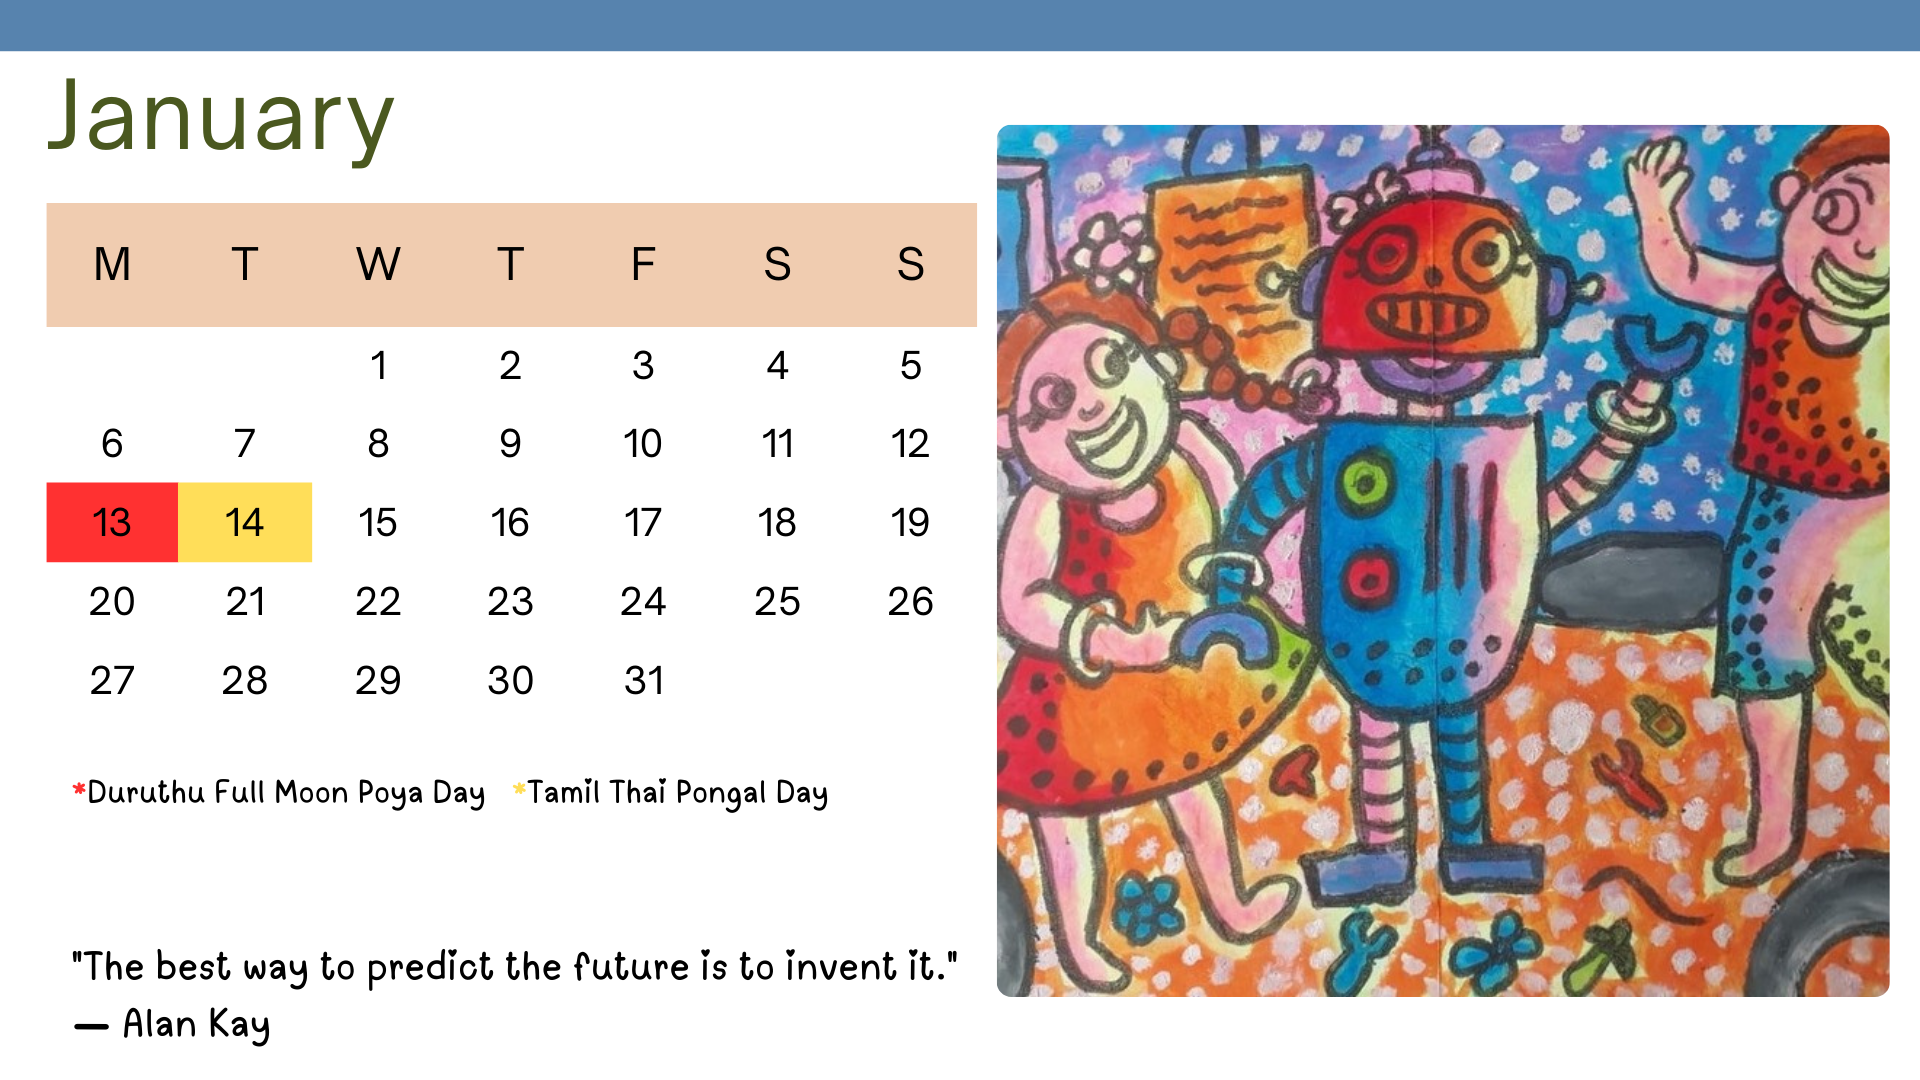 January
M T W T F S S
1 2 3 4 5
6 7 8 9 10 11 12
13 14 15 16 17 18 19
20 21 22 23 24 25 26
27 28 29 30 31
*Duruthu Full Moon Poya Day *Tamil Thai Pongal Day
"The best way to predict the future is to invent it."
— Alan Kay